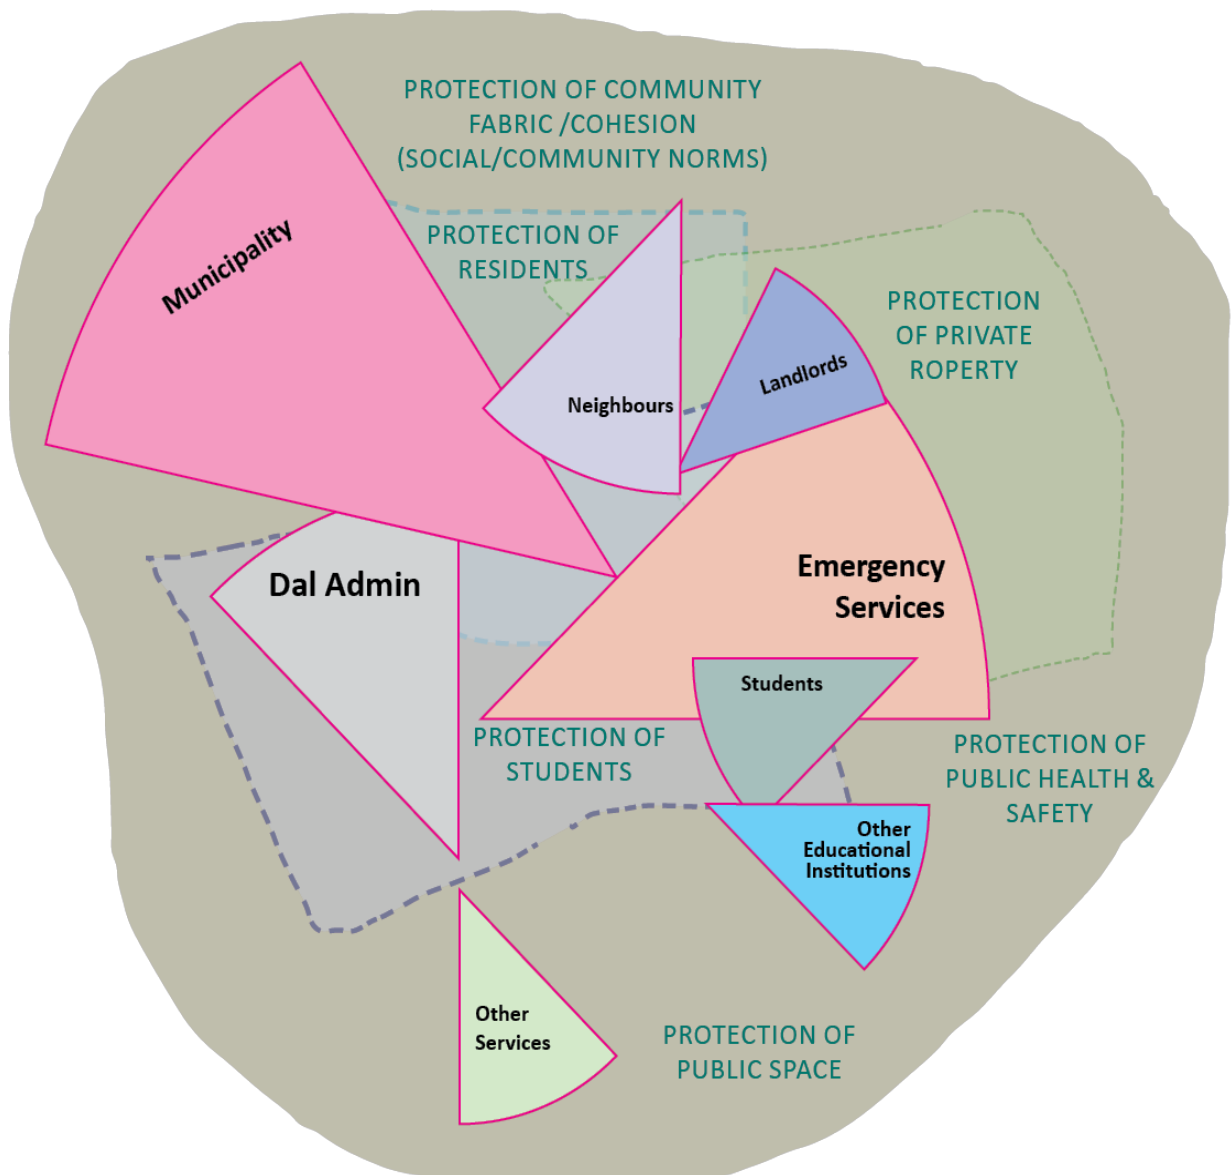 PROTECTION OF COMMUNITY
FABRIC /COHESION
(SOCIAL/COMMUNITY NORMS)
Municipality
PROTECTION OF
RESIDENTS
PROTECTION
OF PRIVATE
ROPERTY
Landlords
Neighbours
Emergency
Services
Dal Admin
Students
PROTECTION OF
STUDENTS
PROTECTION OF
PUBLIC HEALTH &
SAFETY
Other
Educational
Institutions
Other
Services
PROTECTION OF
PUBLIC SPACE